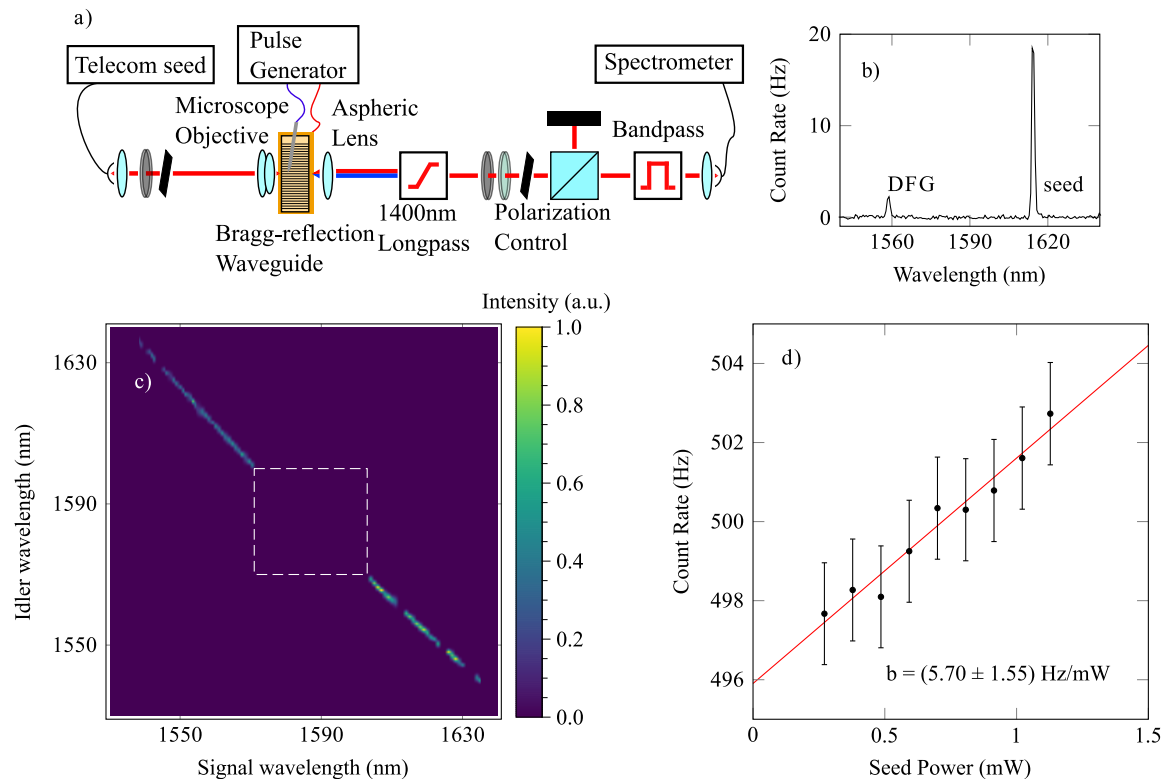 a)
Telecom seed
Pulse
Generator
Microscope
Objective
Aspheric
Lens
Bragg-reflection
Waveguide
1400nm
Longpass
Polarization
Control
Bandpass
Spectrometer
b)
Count Rate (Hz)
20
10
0
DFG
seed
1560
1590
1620
Wavelength (nm)
c)
Intensity (a.u.)
1.0
0.8
0.6
0.4
0.2
0.0
Idler wavelength (nm)
1630
1590
1550
1550
1590
1630
Signal wavelength (nm)
d)
Count Rate (Hz)
504
502
500
498
496
b = (5.70 ± 1.55) Hz/mW
0
0.5
1
1.5
Seed Power (mW)